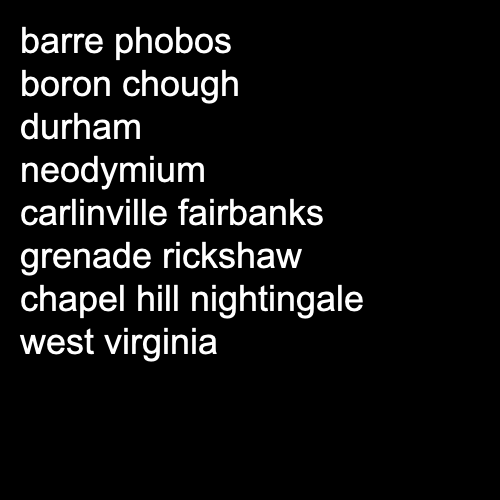 barre phobos
boron chough
durham
neodymium
carlinville fairbanks
grenade rickshaw
chapel hill nightingale
west virginia